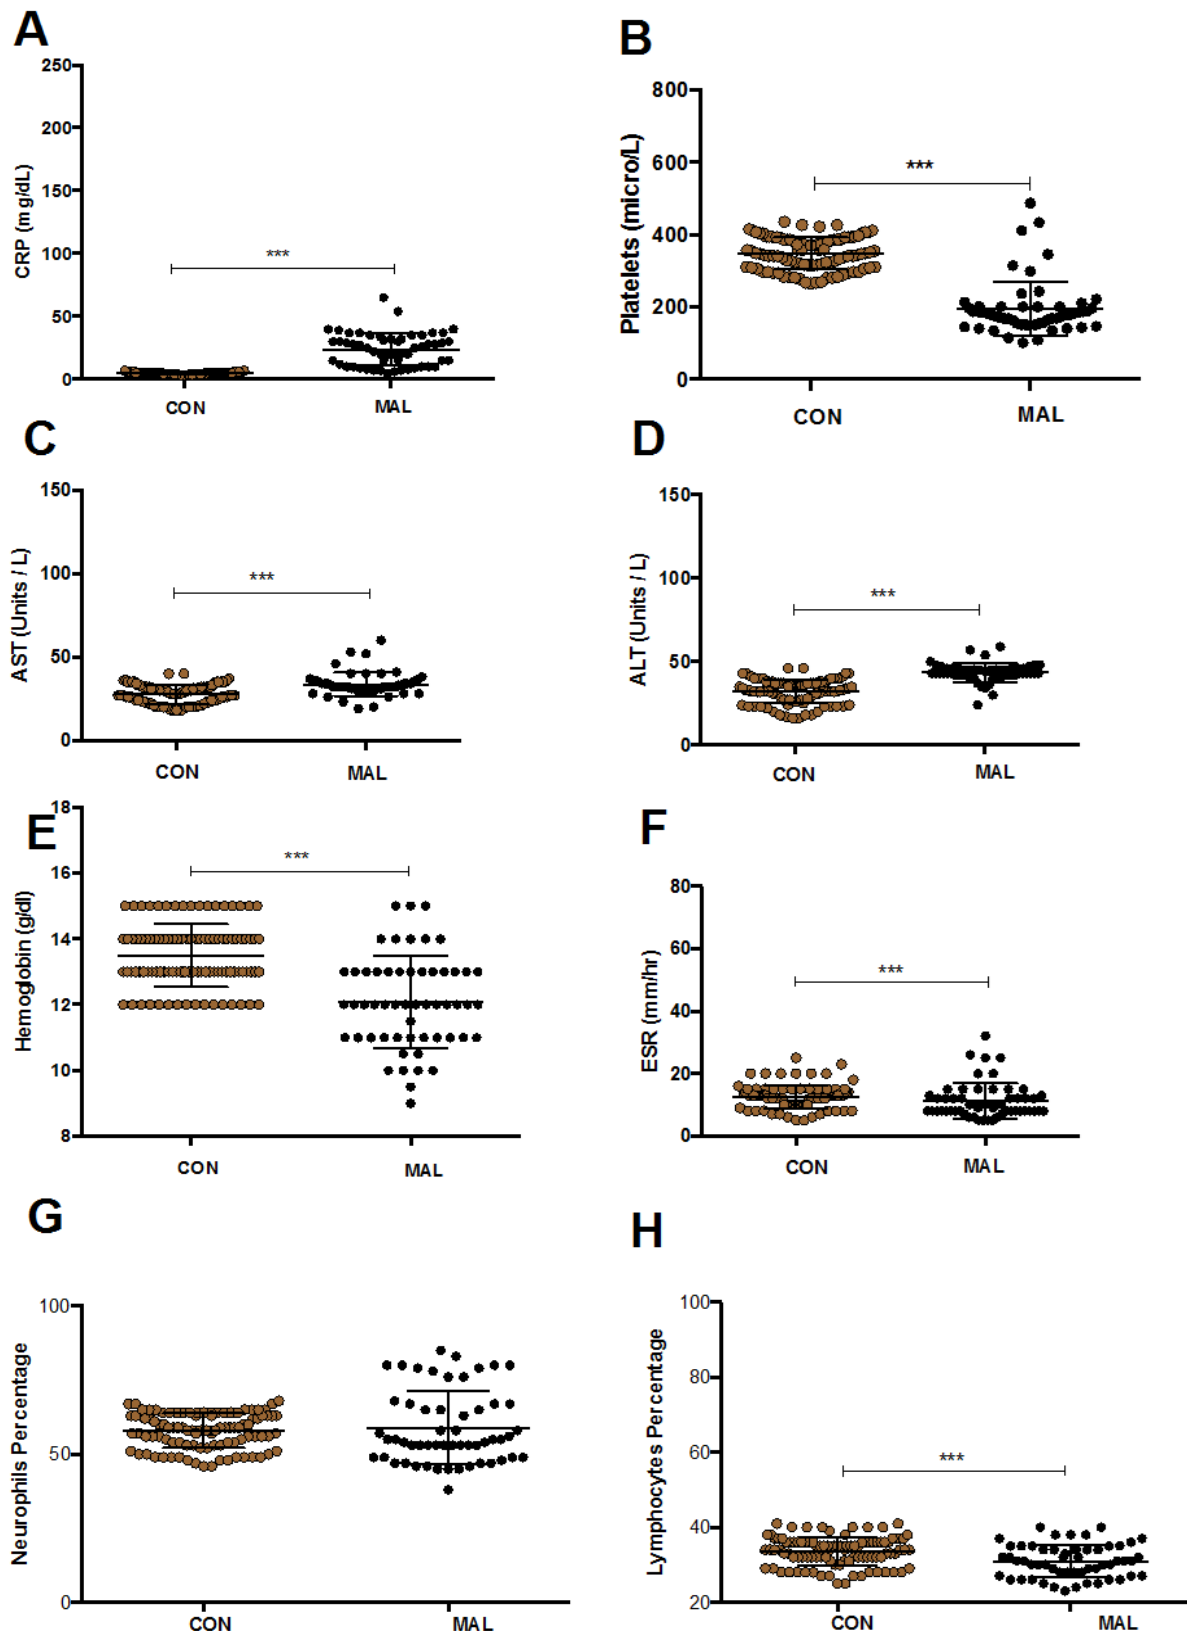 A
250
200
150
100
50
0
CRP (mg/dL)
***
CON
MAL
B
800
600
400
200
0
Platelets (micro/L)
***
CON
MAL
C
150
100
50
0
AST (Units / L)
***
CON
MAL
D
150
100
50
0
ALT (Units / L)
***
CON
MAL
E
18
16
14
12
10
8
Hemoglobin (g/dl)
***
CON
MAL
F
80
60
40
20
0
ESR (mm/hr)
***
CON
MAL
G
100
50
0
Neurophils Percentage
CON
MAL
H
100
80
60
40
20
Lymphocytes Percentage
***
CON
MAL